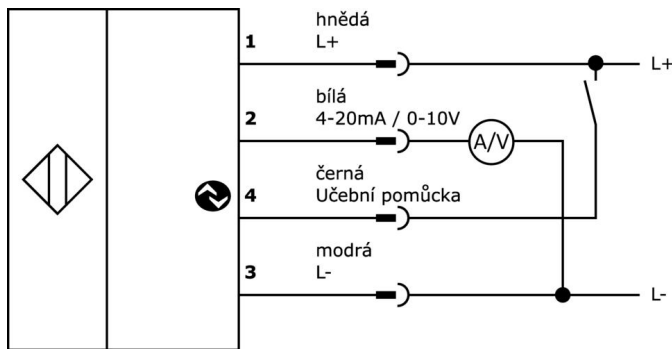 hnědá
1 L+ L+
bílá
2 4-20mA / 0-10V A/V
černá
4 Učební pomůcka
modrá
3 L- L-